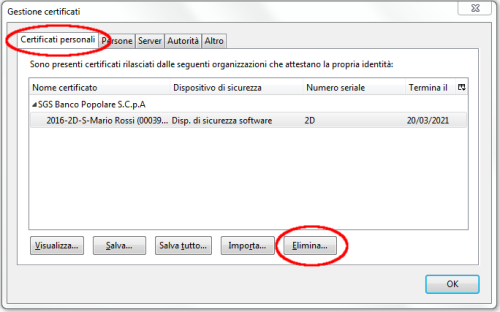 Gestione certificati
Certificati personali Persone Server Autorità Altro
Sono presenti certificati rilasciati dalle seguenti organizzazioni che attestano la propria identità:
Nome certificato Dispositivo di sicurezza Numero seriale Termina il
SGS Banco Popolare S.C.p.A
2016-2D-S-Mario Rossi (00039... Disp. di sicurezza software 2D 20/03/2021
Visualizza... Salva... Salva tutto... Importa... Elimina...
OK